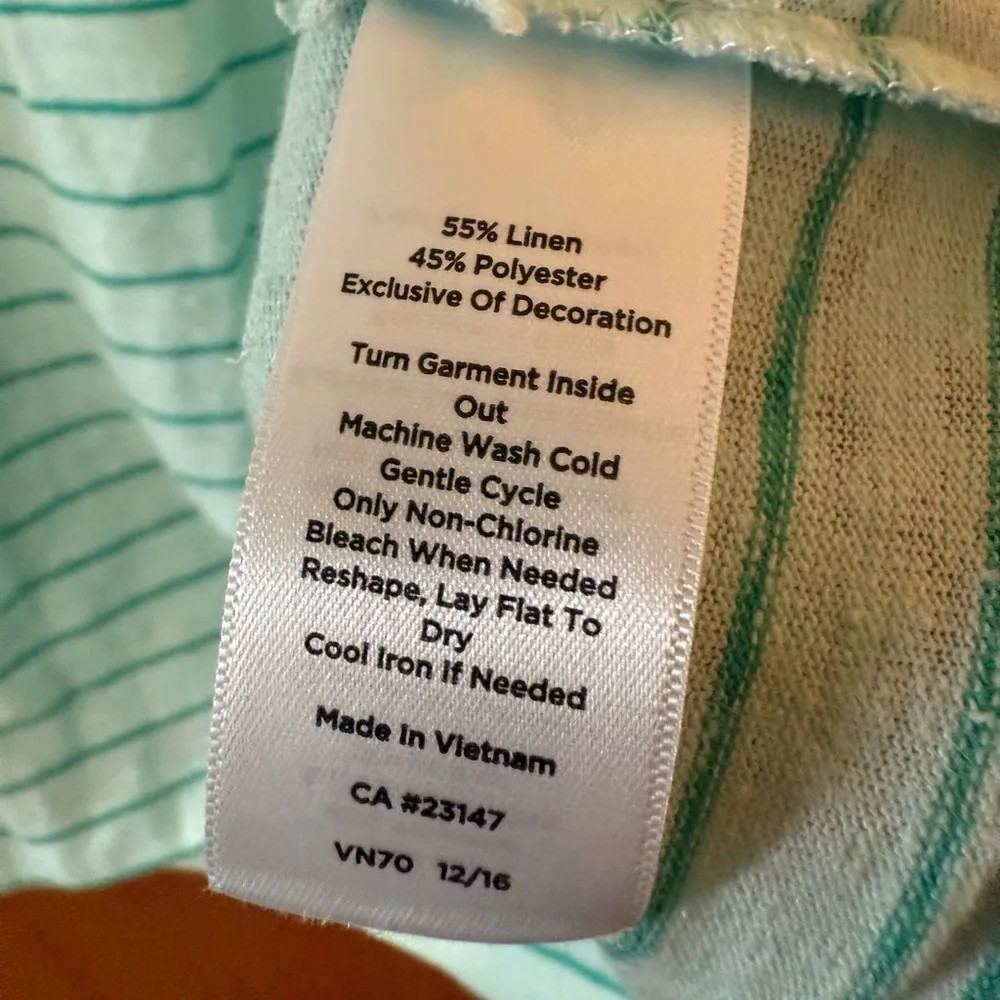 55% Linen
45% Polyester
Exclusive Of Decoration
Turn Garment Inside
Out
Machine Wash Cold
Gentle Cycle
Only Non-Chlorine
Bleach When Needed
Reshape, Lay Flat To
Dry
Cool Iron If Needed
Made in Vietnam
CA #23147
VN70 12/16